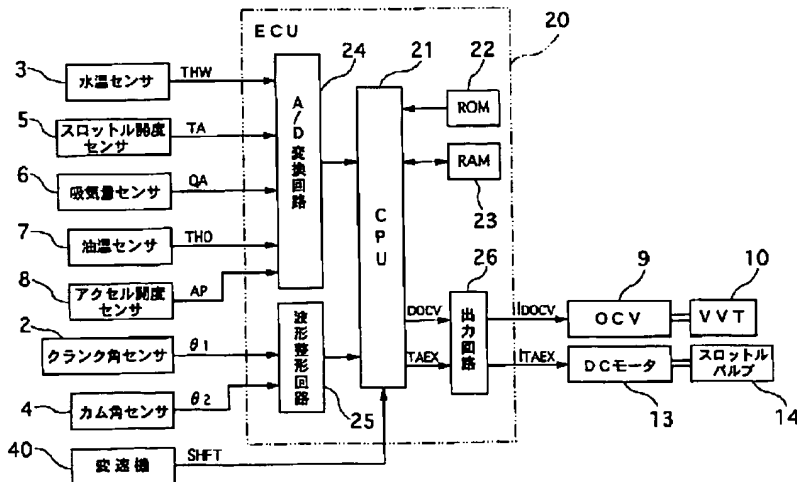 ECU
20
24
21
22
3
水温センサ
THW
ROM
5
スロットル開度
センサ
TA
A/D変換回路
RAM
23
6
吸気量センサ
QA
CPU
7
油温センサ
THO
26
9
10
8
アクセル開度
センサ
AP
DOCV
出力回路
IDOCV
OCV
VVT
2
クランク角センサ
θ1
波形整形回路
TAEX
ITAEX
DCモータ
スロットル
バルブ
4
カム角センサ
θ2
25
13
14
40
変速機
SHFT